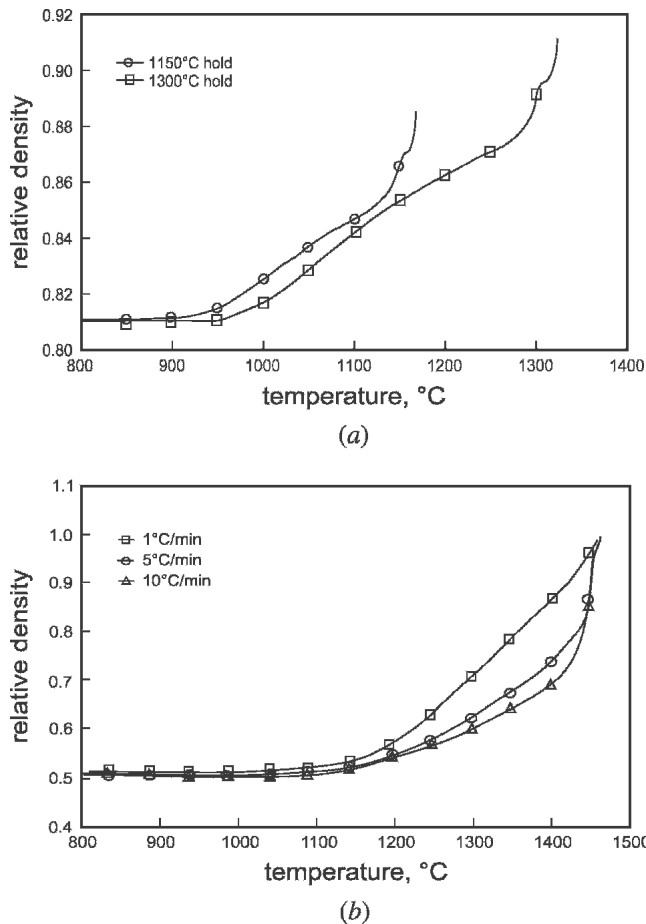 0.92
0.90
0.88
0.86
0.84
0.82
0.80
relative density
1150°C hold
1300°C hold
800 900 1000 1100 1200 1300 1400
temperature, °C
(a)
1.1
1.0
0.9
0.8
0.7
0.6
0.5
0.4
relative density
1°C/min
5°C/min
10°C/min
800 900 1000 1100 1200 1300 1400 1500
temperature, °C
(b)